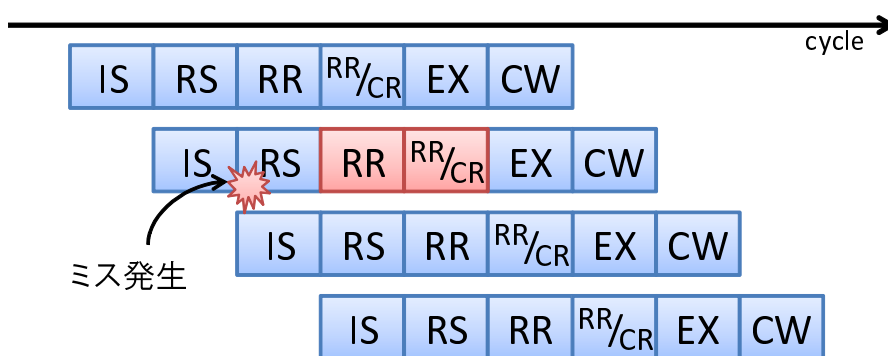 cycle
IS RS RR RR/CR EX CW
IS RS RR RR/CR EX CW
ミス発生
IS RS RR RR/CR EX CW
IS RS RR RR/CR EX CW